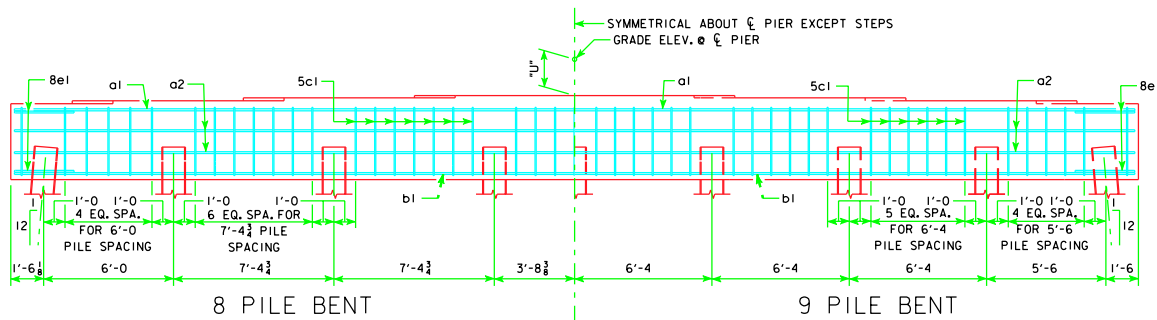 SYMMETRICAL ABOUT ℄ PIER EXCEPT STEPS
GRADE ELEV. @ ℄ PIER
"U"
8e1
a1
a2
5c1
a1
5c1
a2
8e
b1
b1
1
12
1'-0 1'-0
4 EQ. SPA.
FOR 6'-0
PILE SPACING
1'-0 1'-0
6 EQ. SPA. FOR
7'-4¾ PILE
SPACING
1'-0 1'-0
5 EQ. SPA.
FOR 6'-4
PILE SPACING
1'-0 1'-0
4 EQ. SPA.
FOR 5'-6
PILE SPACING
1
12
1'-6⅛ 6'-0 7'-4¾ 7'-4¾ 3'-8⅜ 6'-4 6'-4 6'-4 5'-6 1'-6
8 PILE BENT 9 PILE BENT